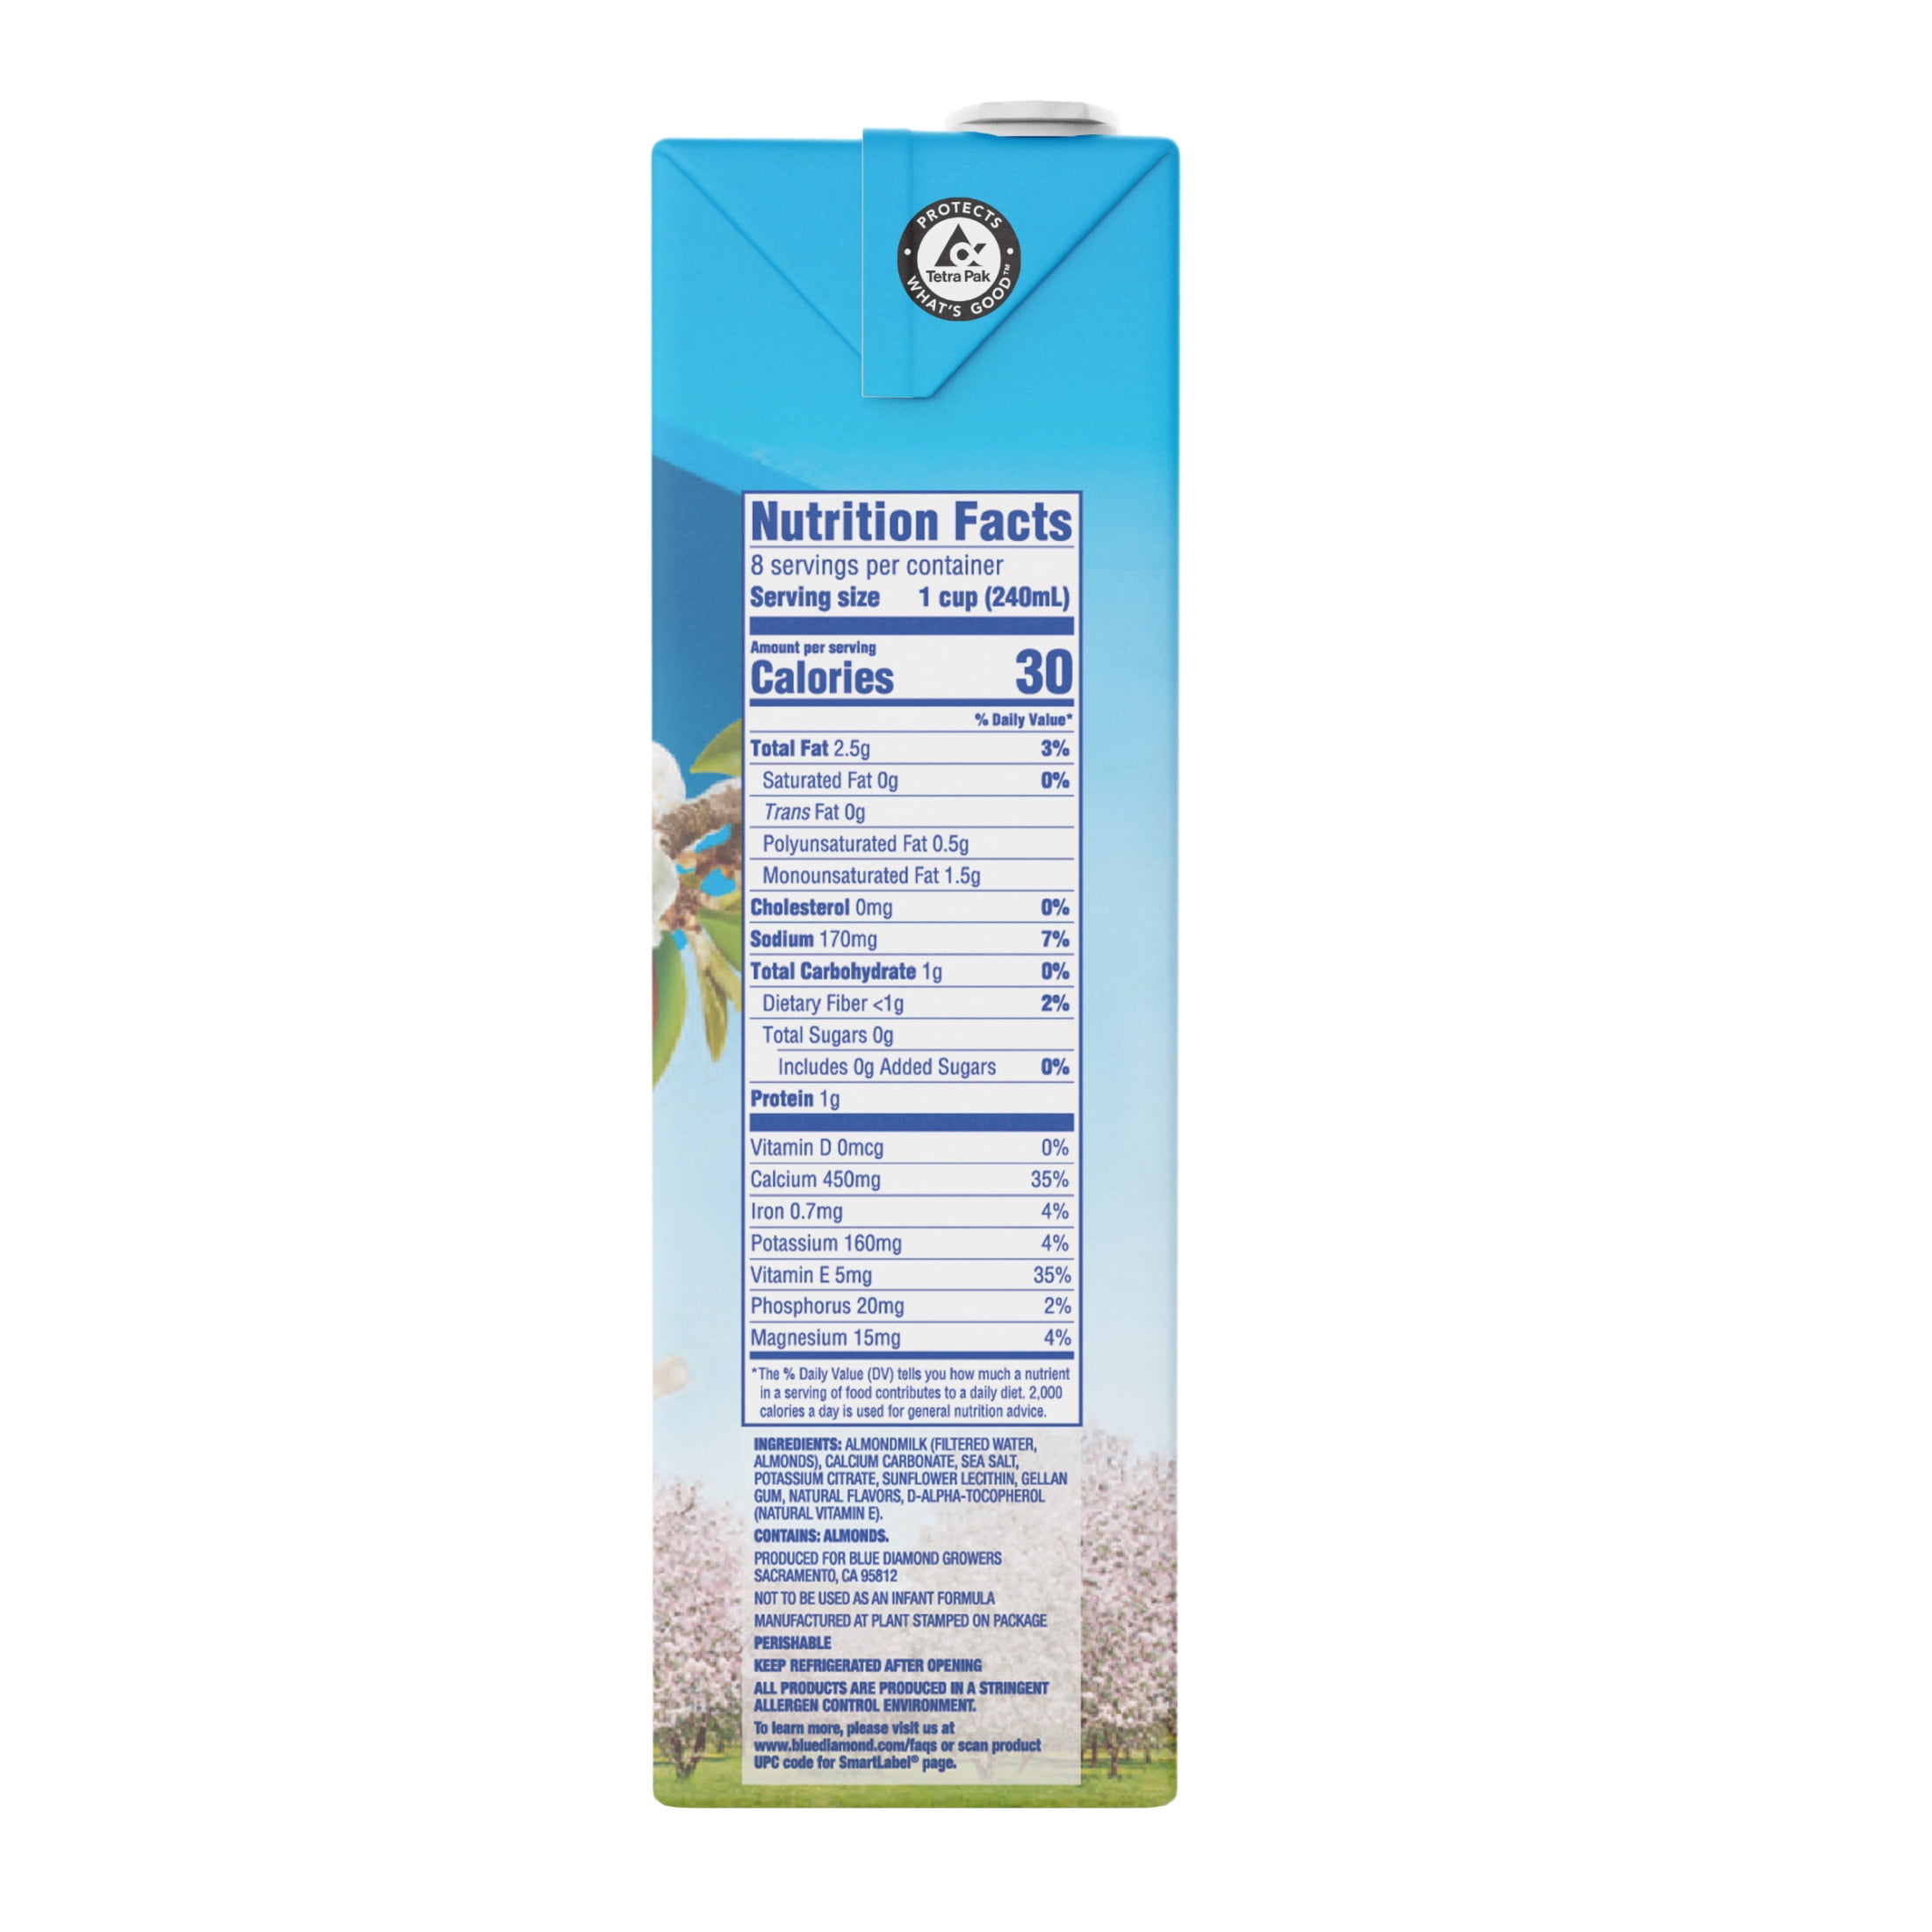 PROTECTS
Tetra Pak
WHAT'S GOOD™
Nutrition Facts
8 servings per container
Serving size 1 cup (240mL)
Amount per serving
Calories 30
% Daily Value*
Total Fat 2.5g 3%
Saturated Fat 0g 0%
Trans Fat 0g
Polyunsaturated Fat 0.5g
Monounsaturated Fat 1.5g
Cholesterol 0mg 0%
Sodium 170mg 7%
Total Carbohydrate 1g 0%
Dietary Fiber <1g 2%
Total Sugars 0g
Includes 0g Added Sugars 0%
Protein 1g
Vitamin D 0mcg 0%
Calcium 450mg 35%
Iron 0.7mg 4%
Potassium 160mg 4%
Vitamin E 5mg 35%
Phosphorus 20mg 2%
Magnesium 15mg 4%
*The % Daily Value (DV) tells you how much a nutrient
in a serving of food contributes to a daily diet. 2,000
calories a day is used for general nutrition advice.
INGREDIENTS: ALMONDMILK (FILTERED WATER,
ALMONDS), CALCIUM CARBONATE, SEA SALT,
POTASSIUM CITRATE, SUNFLOWER LECITHIN, GELLAN
GUM, NATURAL FLAVORS, D-ALPHA-TOCOPHEROL
(NATURAL VITAMIN E).
CONTAINS: ALMONDS.
PRODUCED FOR BLUE DIAMOND GROWERS
SACRAMENTO, CA 95812
NOT TO BE USED AS AN INFANT FORMULA
MANUFACTURED AT PLANT STAMPED ON PACKAGE
PERISHABLE
KEEP REFRIGERATED AFTER OPENING
ALL PRODUCTS ARE PRODUCED IN A STRINGENT
ALLERGEN CONTROL ENVIRONMENT.
To learn more, please visit us at
www.bluediamond.com/faqs or scan product
UPC code for SmartLabel® page.